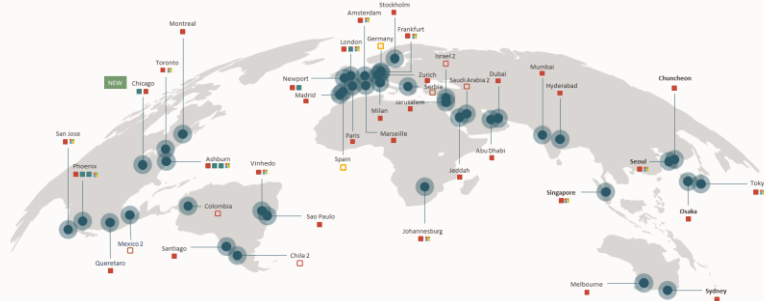 Stockholm
Montreal
Amsterdam
Frankfurt
London
Germany
Toronto
Israel 2
NEW
Chicago
Newport
Zurich
Saudi Arabia 2
Dubai
Mumbai
Chuncheon
Madrid
Serbia
Hyderabad
Jerusalem
Milan
San Jose
Paris
Marseille
Phoenix
Ashburn
Vinhedo
Spain
Abu Dhabi
Seoul
Jeddah
Tokyo
Singapore
Colombia
Sao Paulo
Osaka
Johannesburg
Mexico 2
Santiago
Chile 2
Queretaro
Melbourne
Sydney